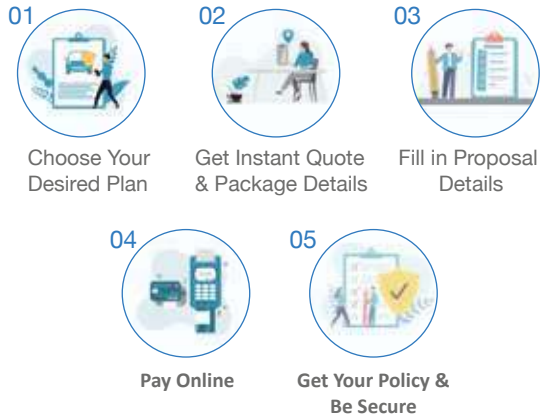 01
02
03
Choose Your
Desired Plan
Get Instant Quote
& Package Details
Fill in Proposal
Details
04
05
Pay Online
Get Your Policy &
Be Secure